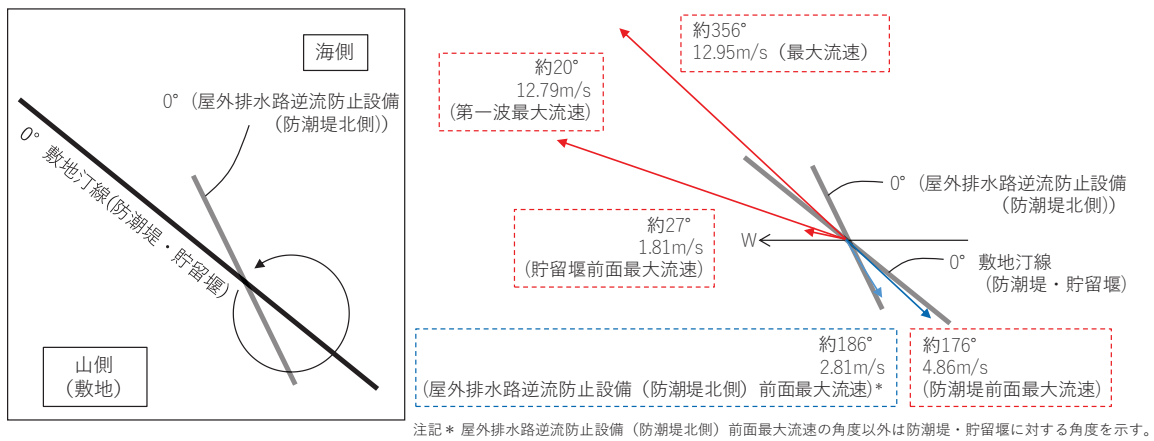 海側
0°（屋外排水路逆流防止設備
（防潮堤北側））
0° 敷地汀線(防潮堤・貯留堰)
山側
（敷地）
約356°
12.95m/s（最大流速）
約20°
12.79m/s
(第一波最大流速)
約27°
1.81m/s
(貯留堰前面最大流速)
W
0°（屋外排水路逆流防止設備
（防潮堤北側））
0° 敷地汀線
(防潮堤・貯留堰)
約186°
2.81m/s
(屋外排水路逆流防止設備（防潮堤北側）前面最大流速)*
約176°
4.86m/s
(防潮堤前面最大流速)
注記＊ 屋外排水路逆流防止設備（防潮堤北側）前面最大流速の角度以外は防潮堤・貯留堰に対する角度を示す。